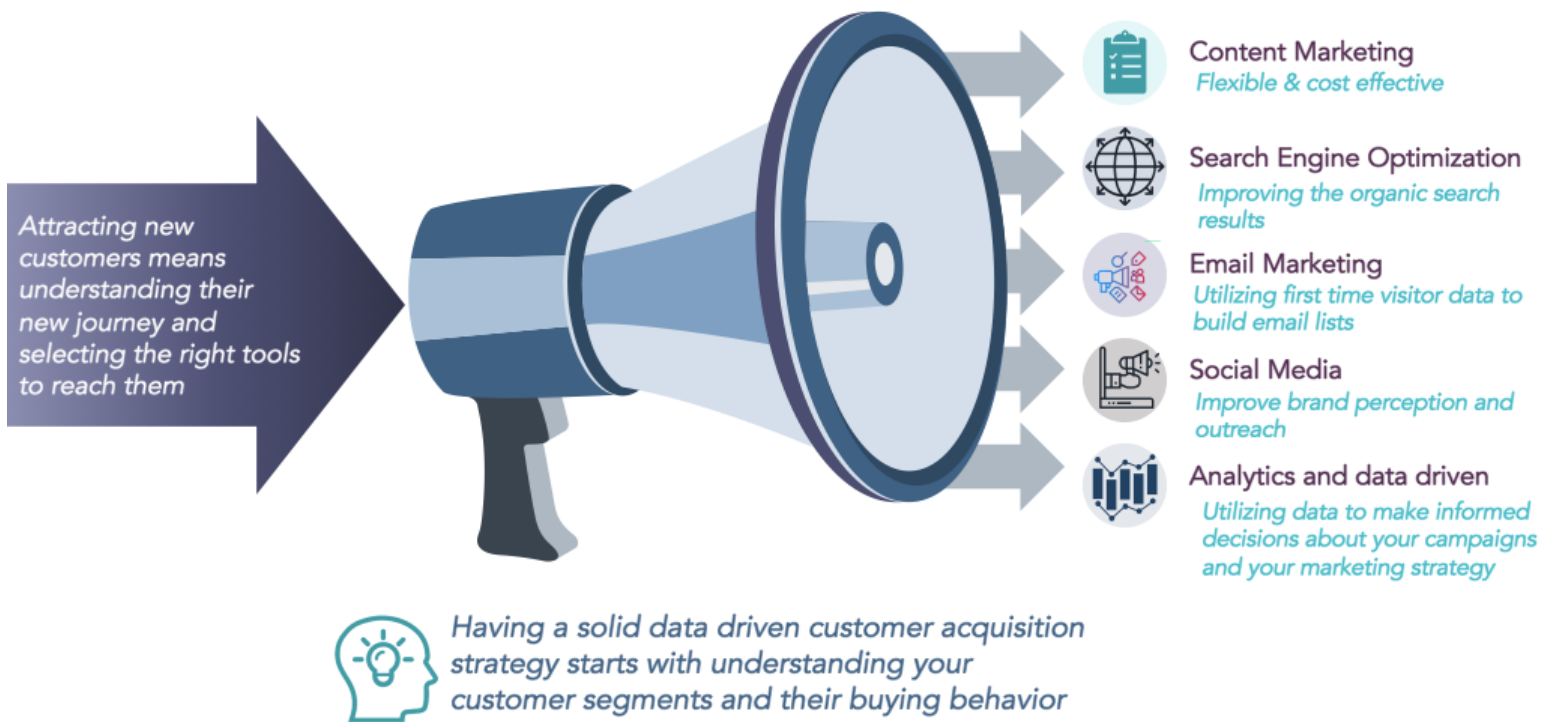 Attracting new
customers means
understanding their
new journey and
selecting the right tools
to reach them
Content Marketing
Flexible & cost effective
Search Engine Optimization
Improving the organic search
results
Email Marketing
Utilizing first time visitor data to
build email lists
Social Media
Improve brand perception and
outreach
Analytics and data driven
Utilizing data to make informed
decisions about your campaigns
and your marketing strategy
Having a solid data driven customer acquisition
strategy starts with understanding your
customer segments and their buying behavior